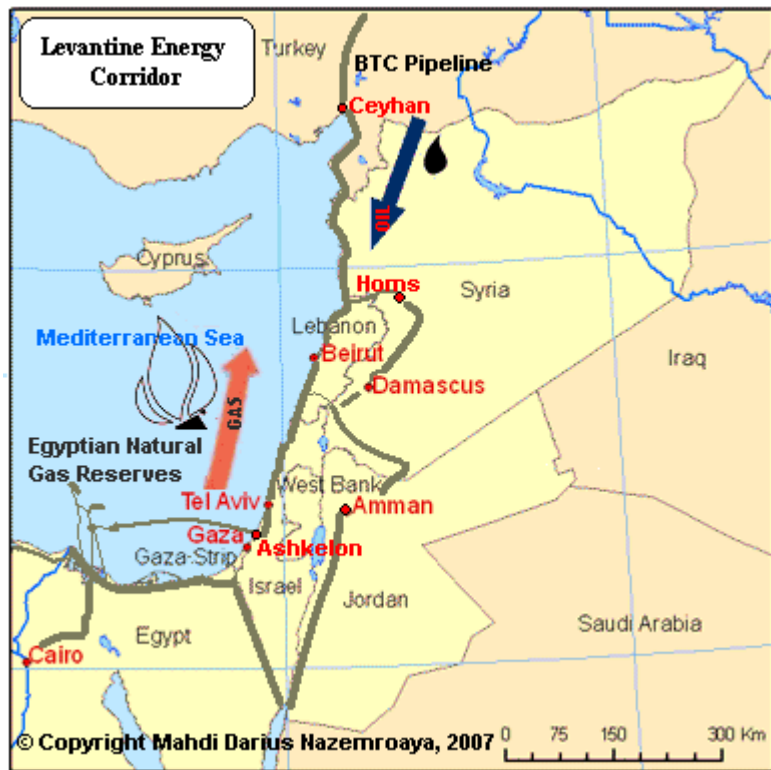 Levantine Energy
Corridor
Turkey
BTC Pipeline
Ceyhan
OIL
Cyprus
Homs
Syria
Mediterranean Sea
Lebanon
Beirut
Iraq
Damascus
GAS
Egyptian Natural
Gas Reserves
West Bank
Tel Aviv
Amman
Gaza
Ashkelon
Gaza-Strip
Israel
Jordan
Saudi Arabia
Egypt
Cairo
0 75 150 300 Km
© Copyright Mahdi Darius Nazemroaya, 2007